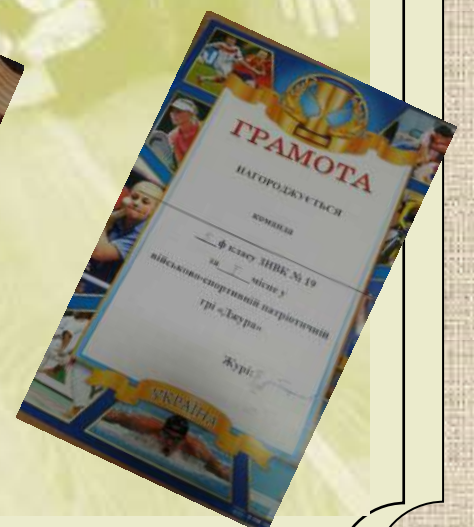 ГРАМОТА
НАГОРОДЖУЄТЬСЯ
команда
ф класу ЗНВК № 19
за місце у
військово-спортивній патріотичній
грі «Джура»
Журі:
УКРАЇНА